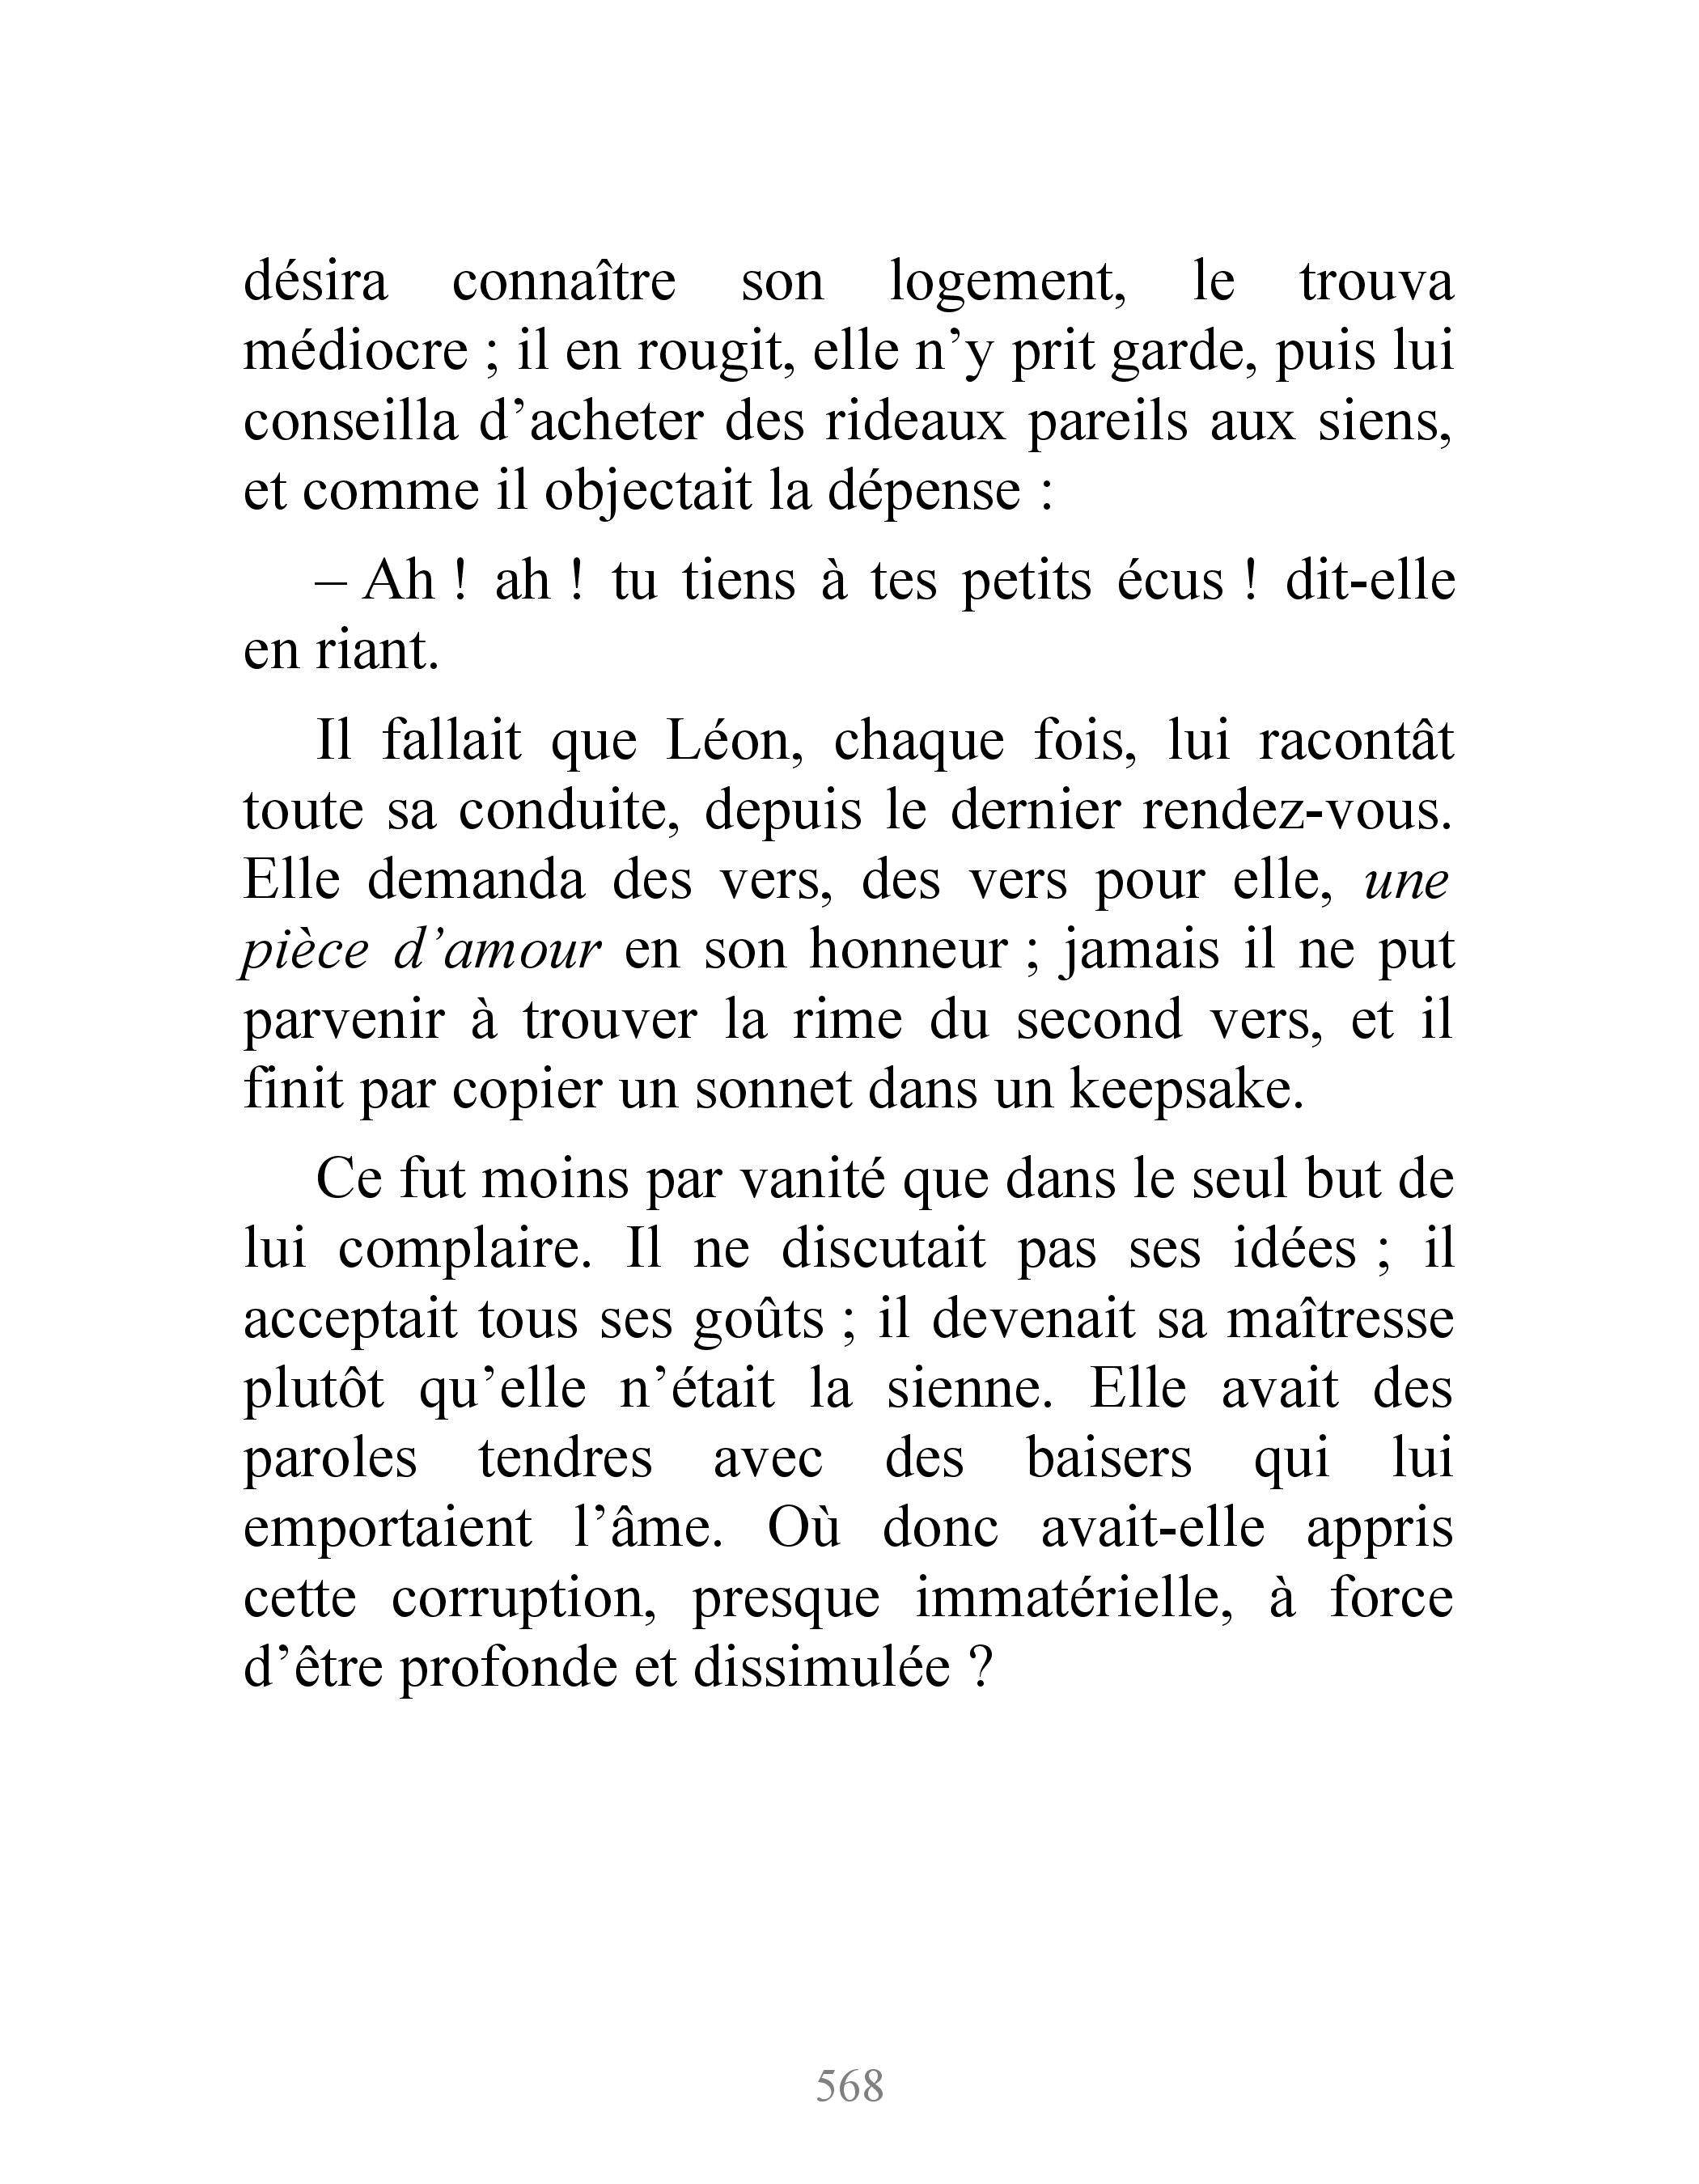 désira connaître son logement, le trouva
médiocre ; il en rougit, elle n’y prit garde, puis lui
conseilla d’acheter des rideaux pareils aux siens,
et comme il objectait la dépense :
– Ah ! ah ! tu tiens à tes petits écus ! dit-elle
en riant.
Il fallait que Léon, chaque fois, lui racontât
toute sa conduite, depuis le dernier rendez-vous.
Elle demanda des vers, des vers pour elle, une
pièce d’amour en son honneur ; jamais il ne put
parvenir à trouver la rime du second vers, et il
finit par copier un sonnet dans un keepsake.
Ce fut moins par vanité que dans le seul but de
lui complaire. Il ne discutait pas ses idées ; il
acceptait tous ses goûts ; il devenait sa maîtresse
plutôt qu’elle n’était la sienne. Elle avait des
paroles tendres avec des baisers qui lui
emportaient l’âme. Où donc avait-elle appris
cette corruption, presque immatérielle, à force
d’être profonde et dissimulée ?
568